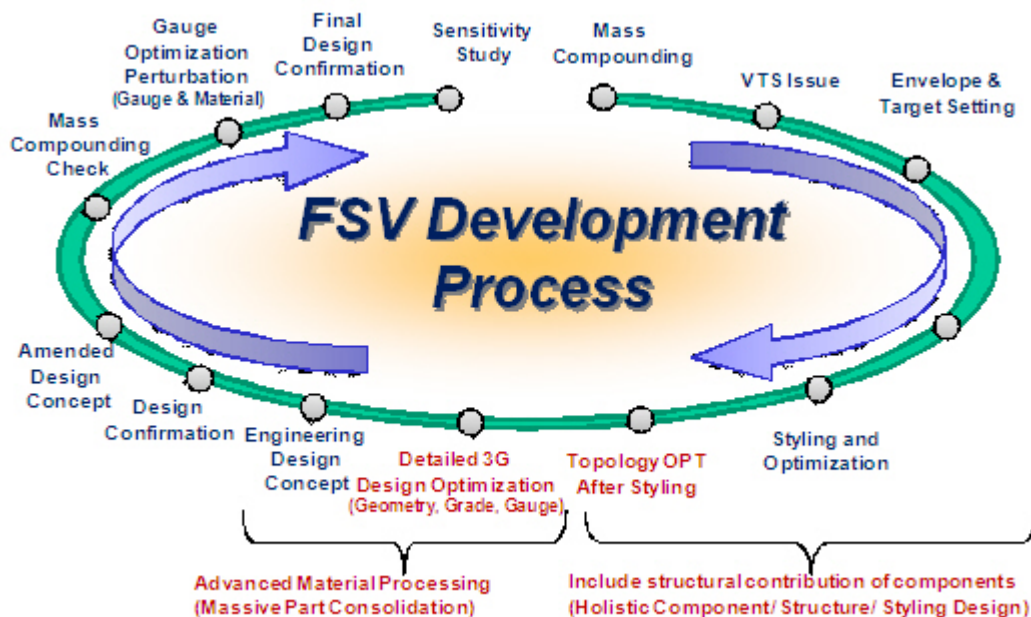 Gauge
Optimization
Perturbation
(Gauge & Material)
Final
Design
Confirmation
Sensitivity
Study
Mass
Compounding
VTS Issue
Envelope &
Target Setting
Mass
Compounding
Check
FSV Development
Process
Amended
Design
Concept
Design
Confirmation
Engineering
Design
Concept
Detailed 3G
Design Optimization
(Geometry, Grade, Gauge)
Topology OPT
After Styling
Styling and
Optimization
Advanced Material Processing
(Massive Part Consolidation)
Include structural contribution of components
(Holistic Component/ Structure/ Styling Design)